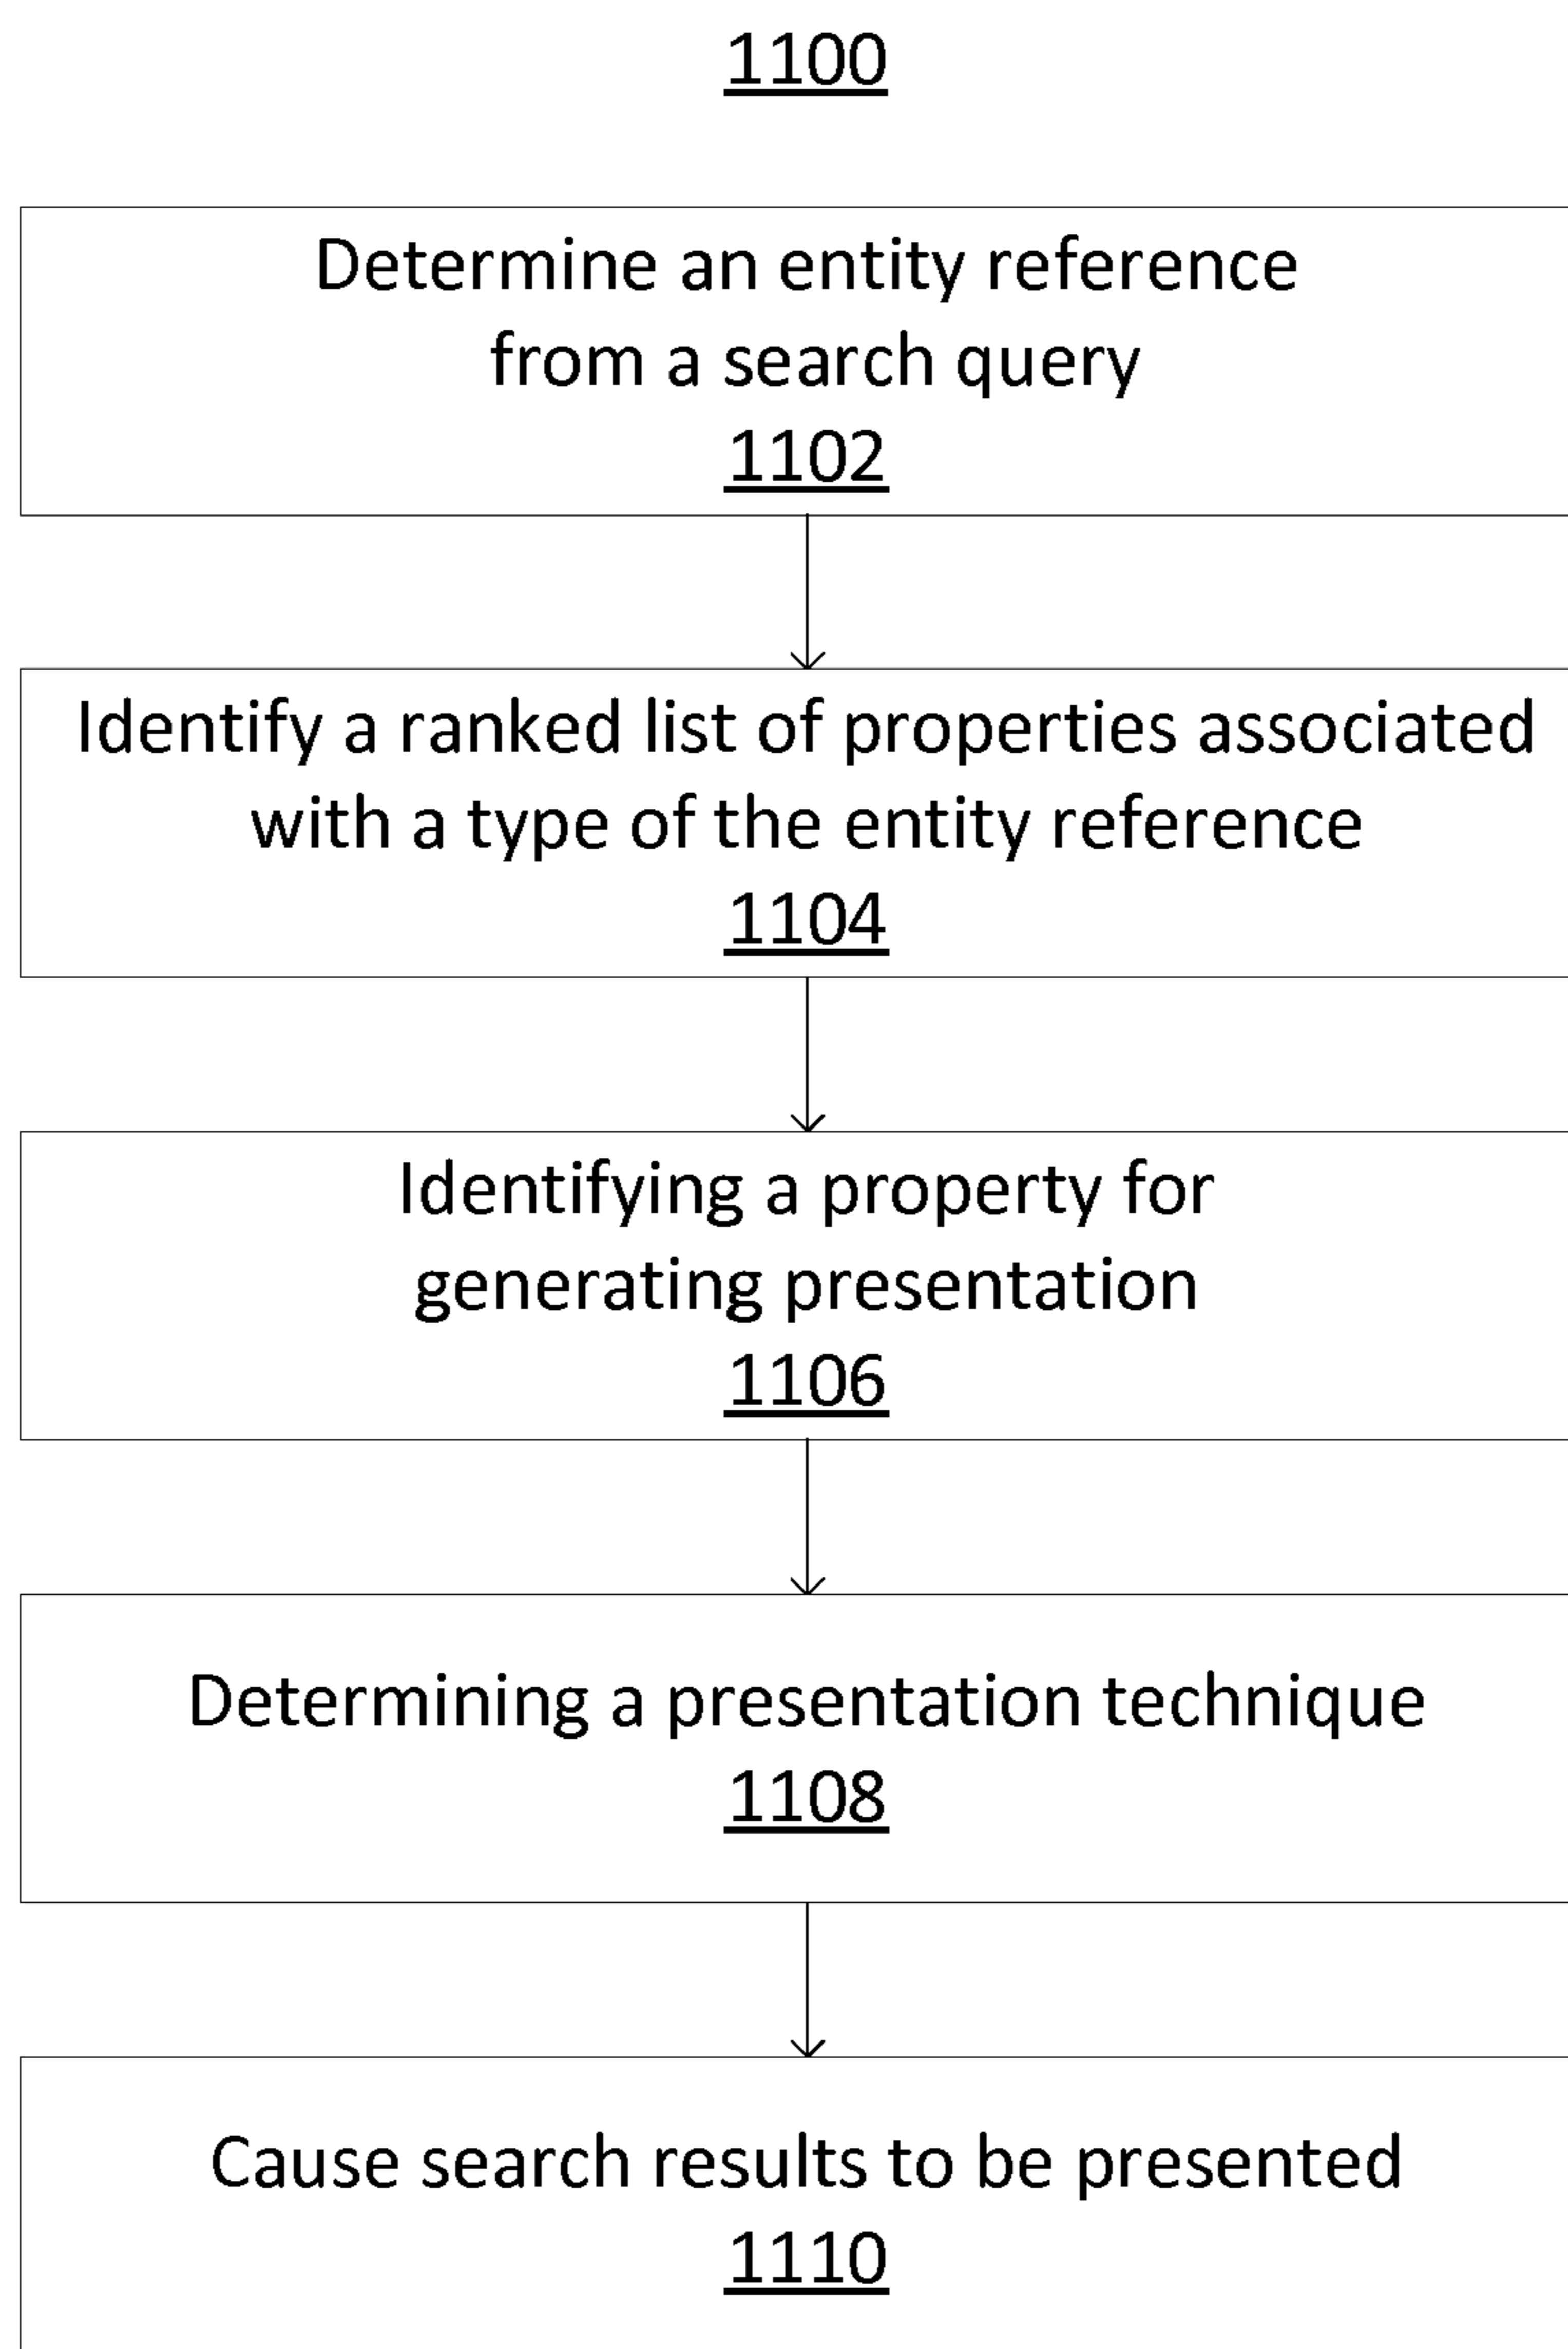 1100
Determine an entity reference
from a search query
1102
Identify a ranked list of properties associated
with a type of the entity reference
1104
Identifying a property for
generating presentation
1106
Determining a presentation technique
1108
Cause search results to be presented
1110